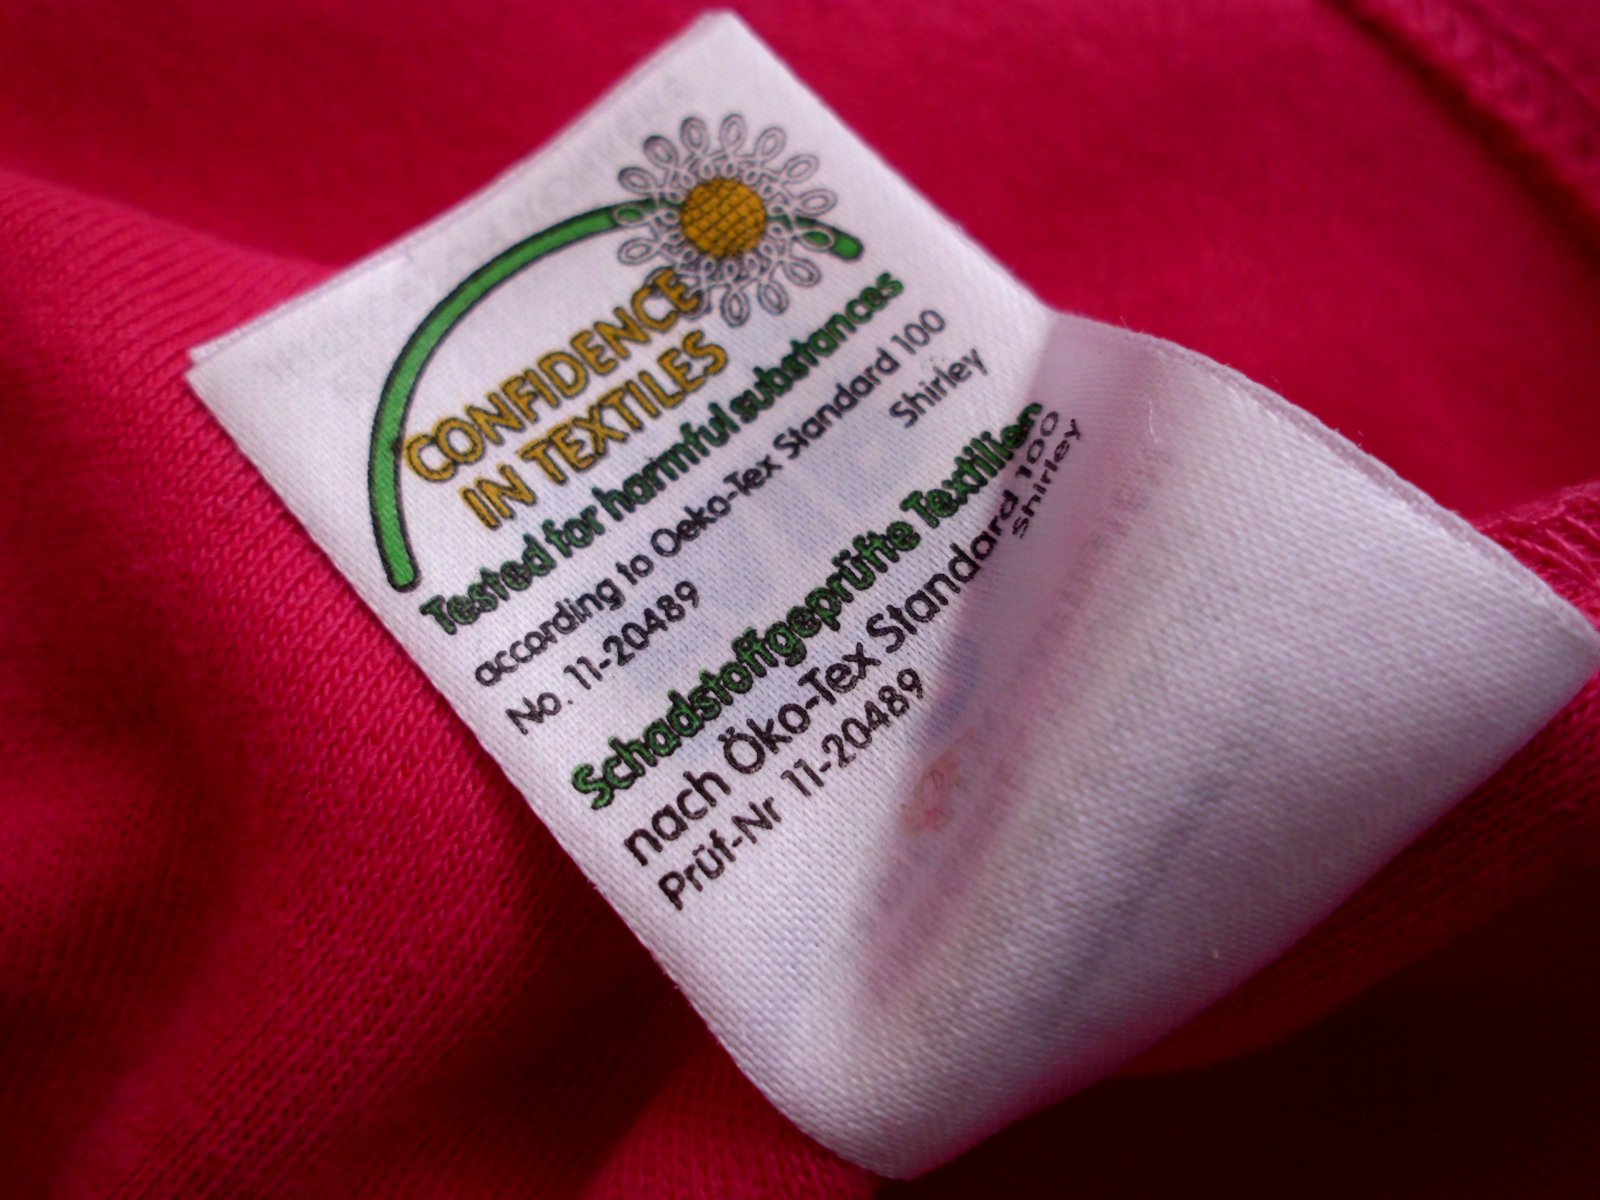 CONFIDENCE
IN TEXTILES
Tested for harmful substances
according to Oeko-Tex Standard 100
No. 11-20489 Shirley
Schadstoffgeprüfte Textilien
nach Öko-Tex Standard 100
Prüf-Nr 11-20489 Shirley